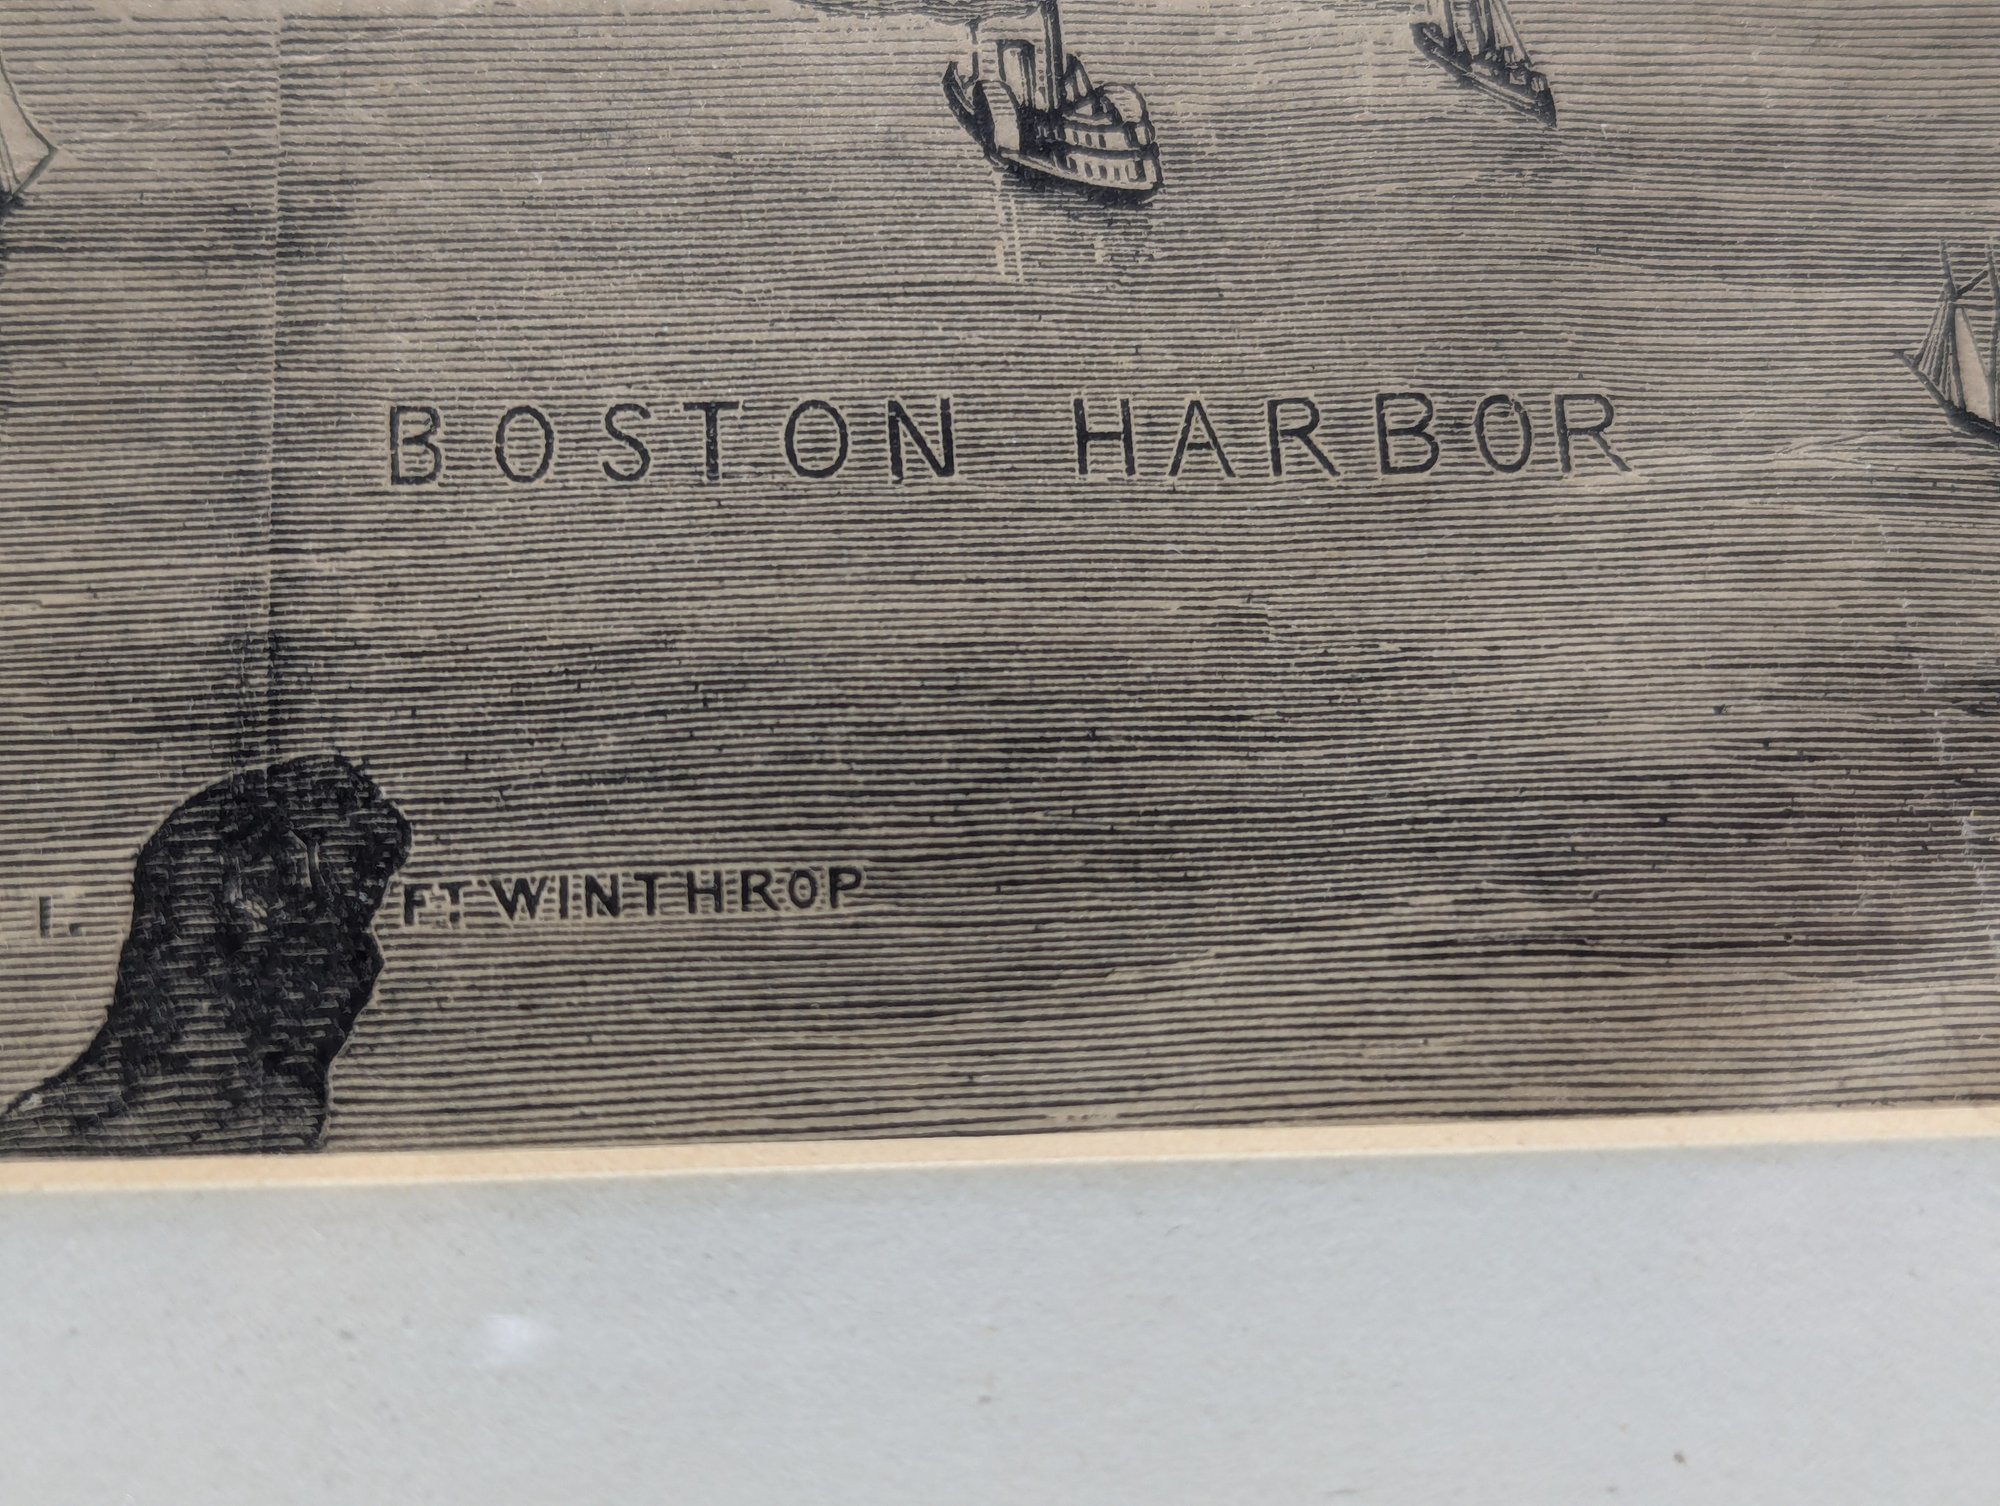 BOSTON HARBOR
I. FT. WINTHROP